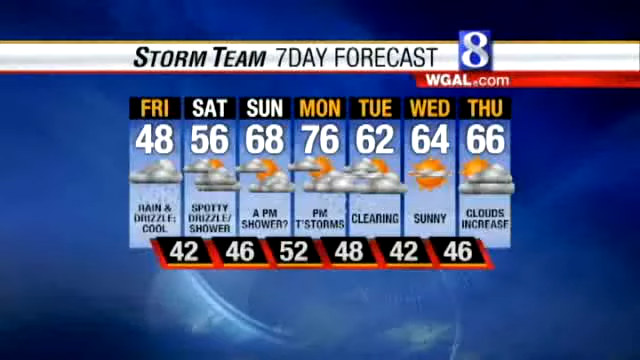 STORM TEAM 7DAY FORECAST 8
WGAL.com
FRI SAT SUN MON TUE WED THU
48 56 68 76 62 64 66
RAIN & DRIZZLE; COOL
SPOTTY DRIZZLE/ SHOWER
A PM SHOWER?
PM T'STORMS
CLEARING
SUNNY
CLOUDS INCREASE
42 46 52 48 42 46